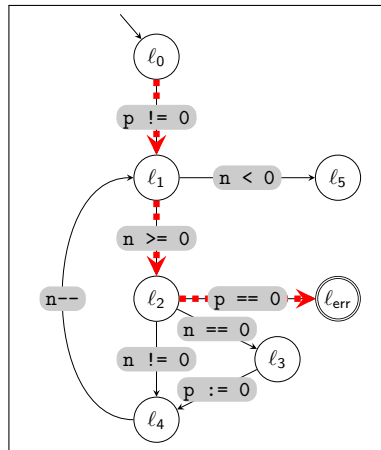 ℓ0
p != 0
ℓ1
n < 0
ℓ5
n >= 0
n--
ℓ2
p == 0
ℓerr
n == 0
n != 0
ℓ3
p := 0
ℓ4